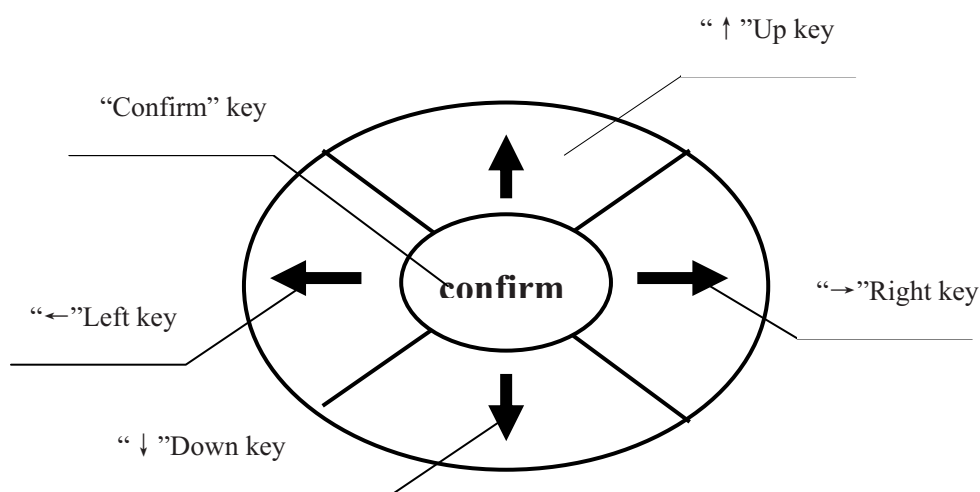 “↑”Up key
“Confirm” key
confirm
“→”Right key
“←”Left key
“↓”Down key